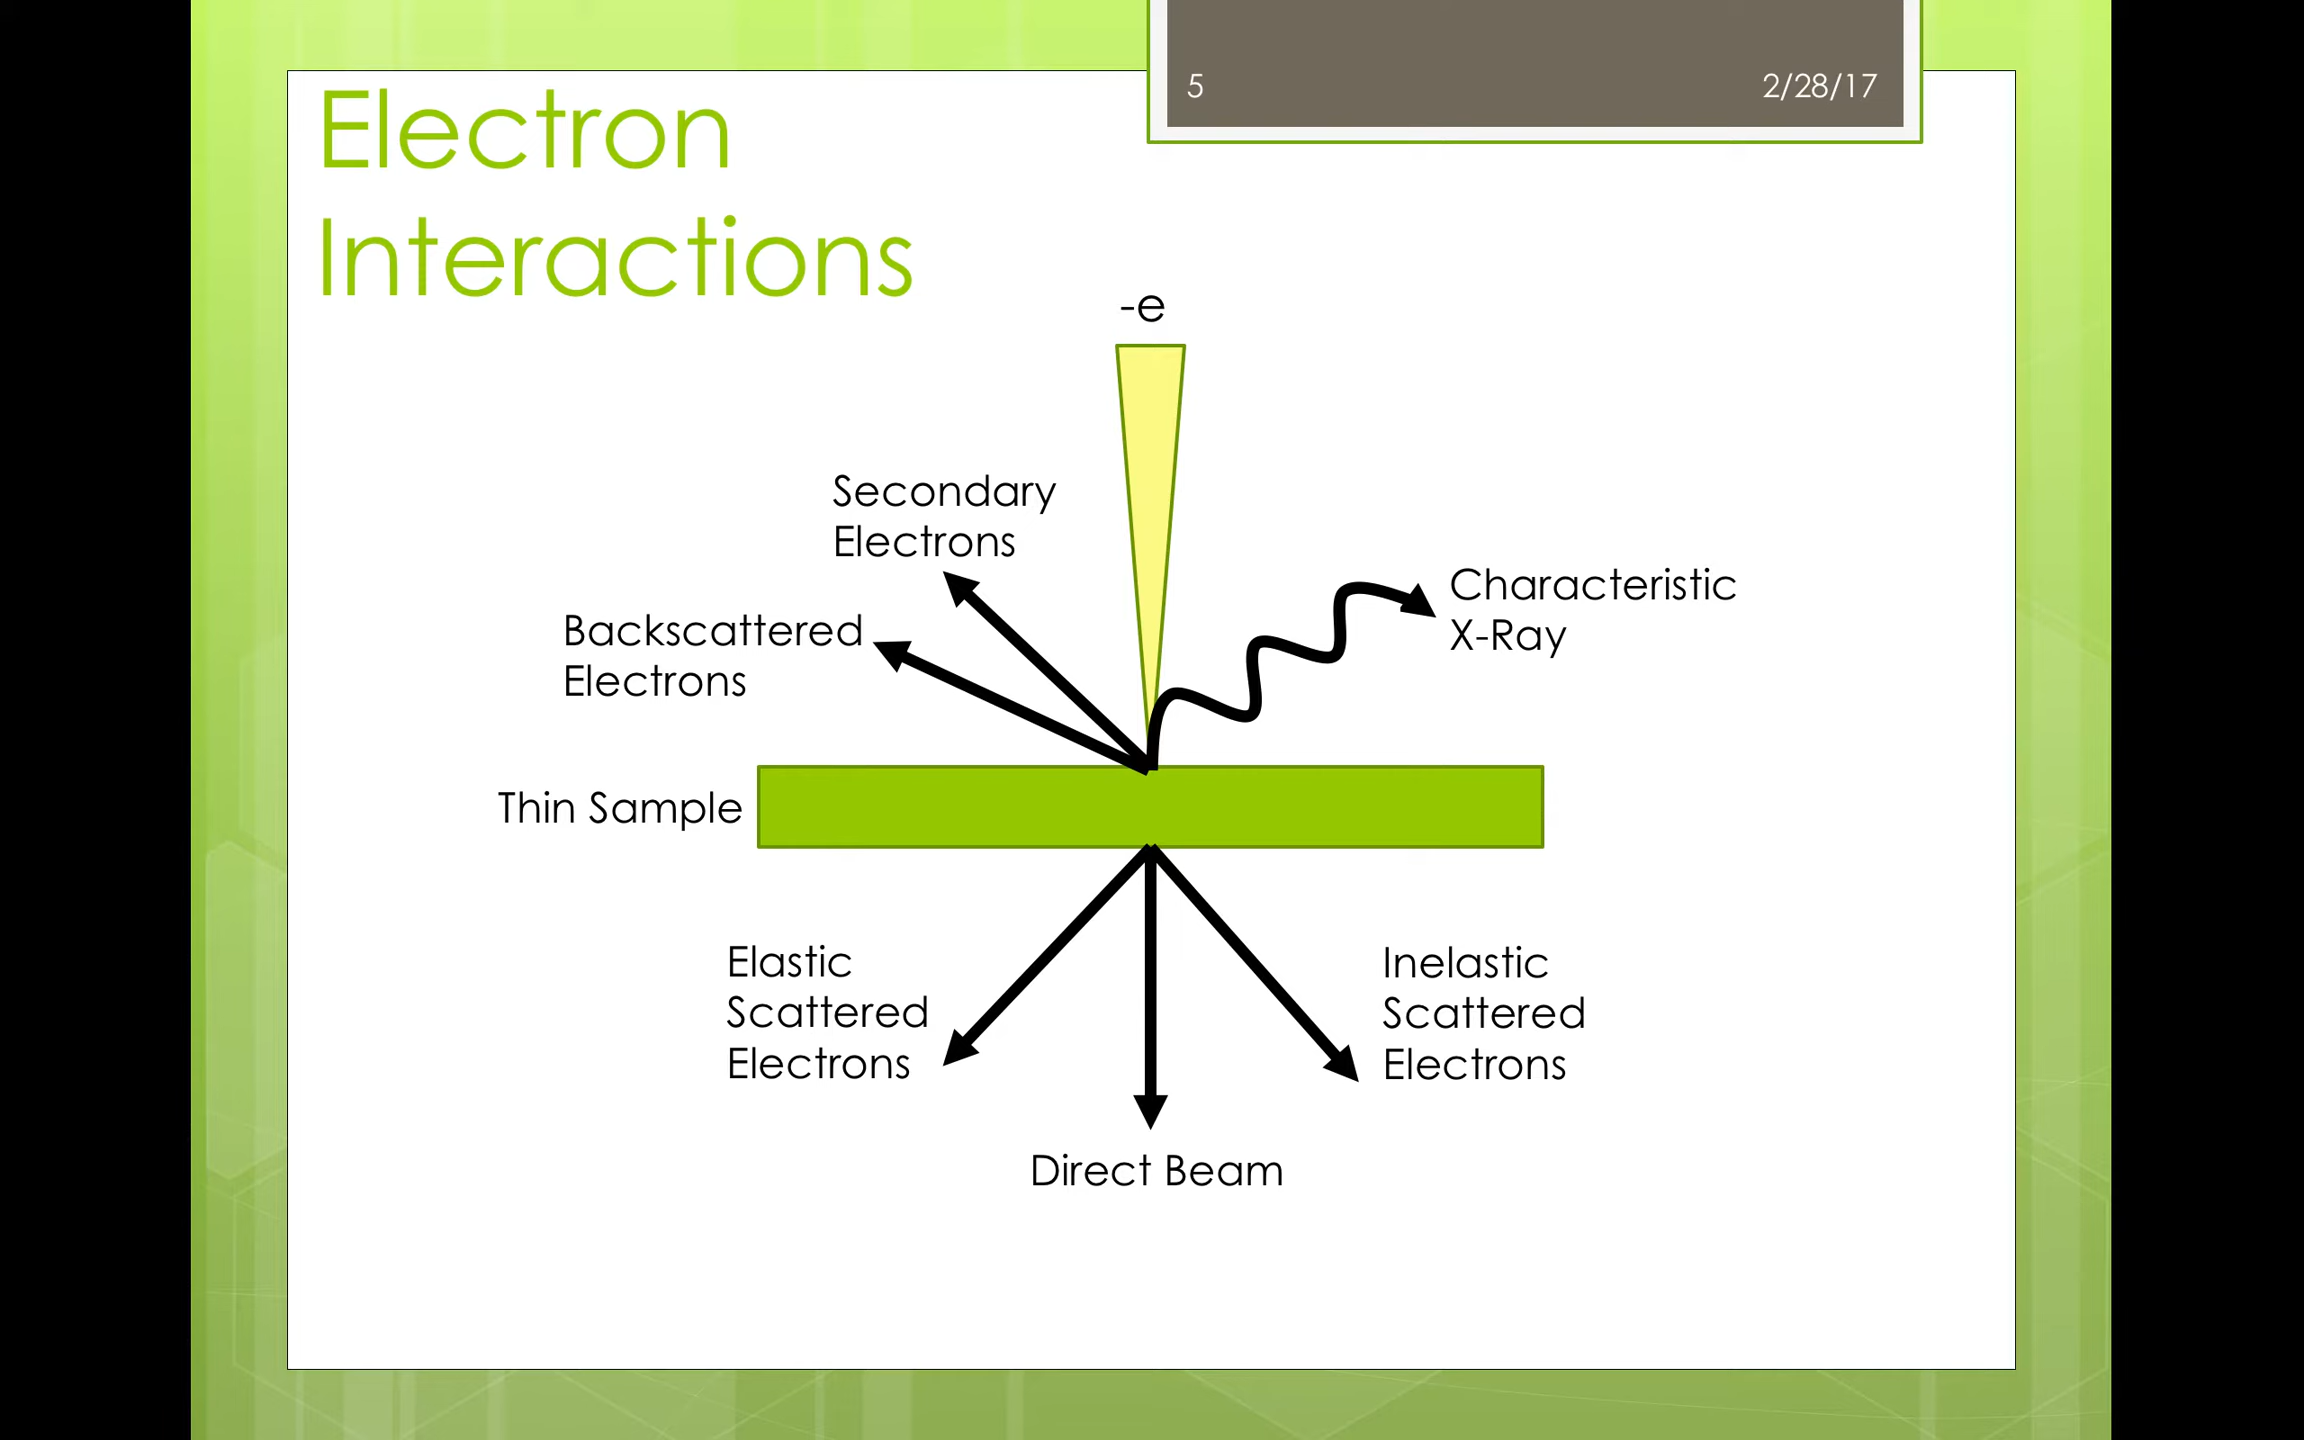 5
2/28/17
Electron
Interactions
-e
Secondary
Electrons
Backscattered
Electrons
Characteristic
X-Ray
Thin Sample
Elastic
Scattered
Electrons
Inelastic
Scattered
Electrons
Direct Beam